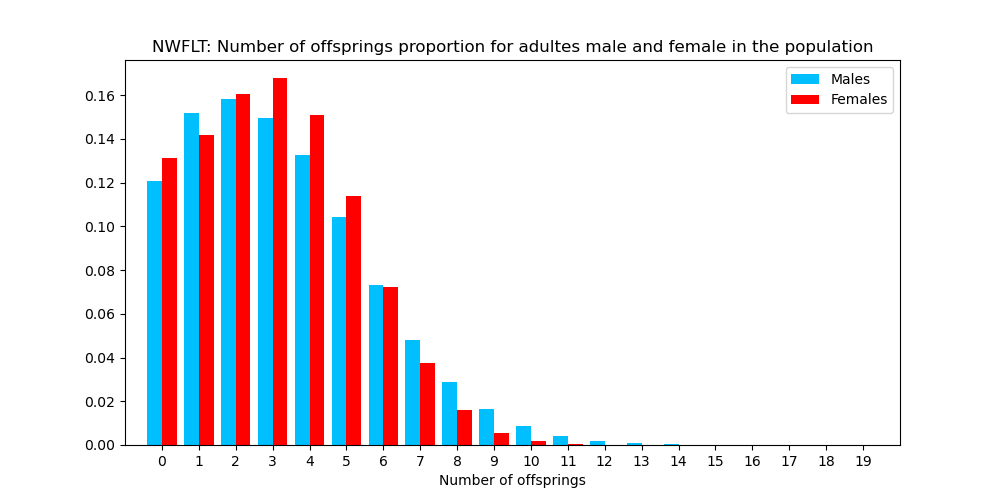 NWFLT: Number of offsprings proportion for adultes male and female in the population
Males
Females
0.16
0.14
0.12
0.10
0.08
0.06
0.04
0.02
0.00
0 1 2 3 4 5 6 7 8 9 10 11 12 13 14 15 16 17 18 19
Number of offsprings